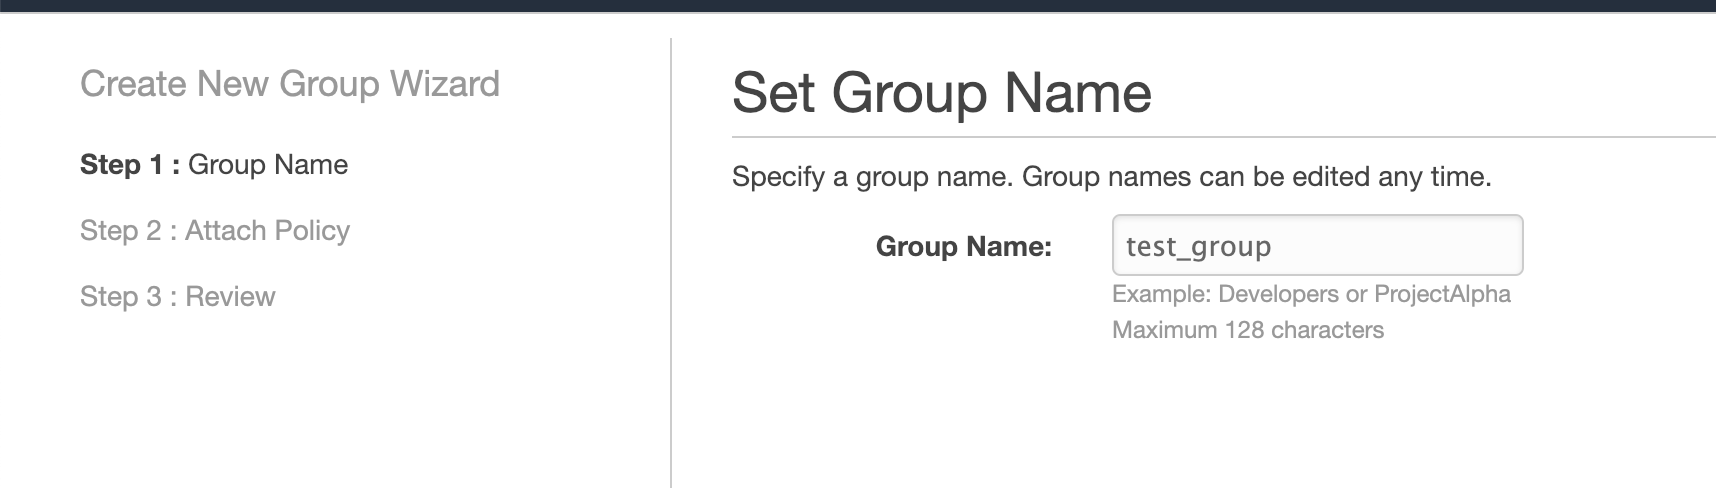 Create New Group Wizard
Step 1 : Group Name
Step 2 : Attach Policy
Step 3 : Review
Set Group Name
Specify a group name. Group names can be edited any time.
Group Name: test_group
Example: Developers or ProjectAlpha
Maximum 128 characters